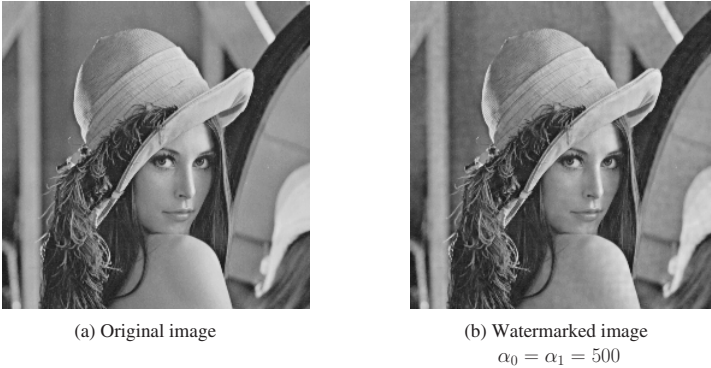 (a) Original image
(b) Watermarked image
α₀ = α₁ = 500